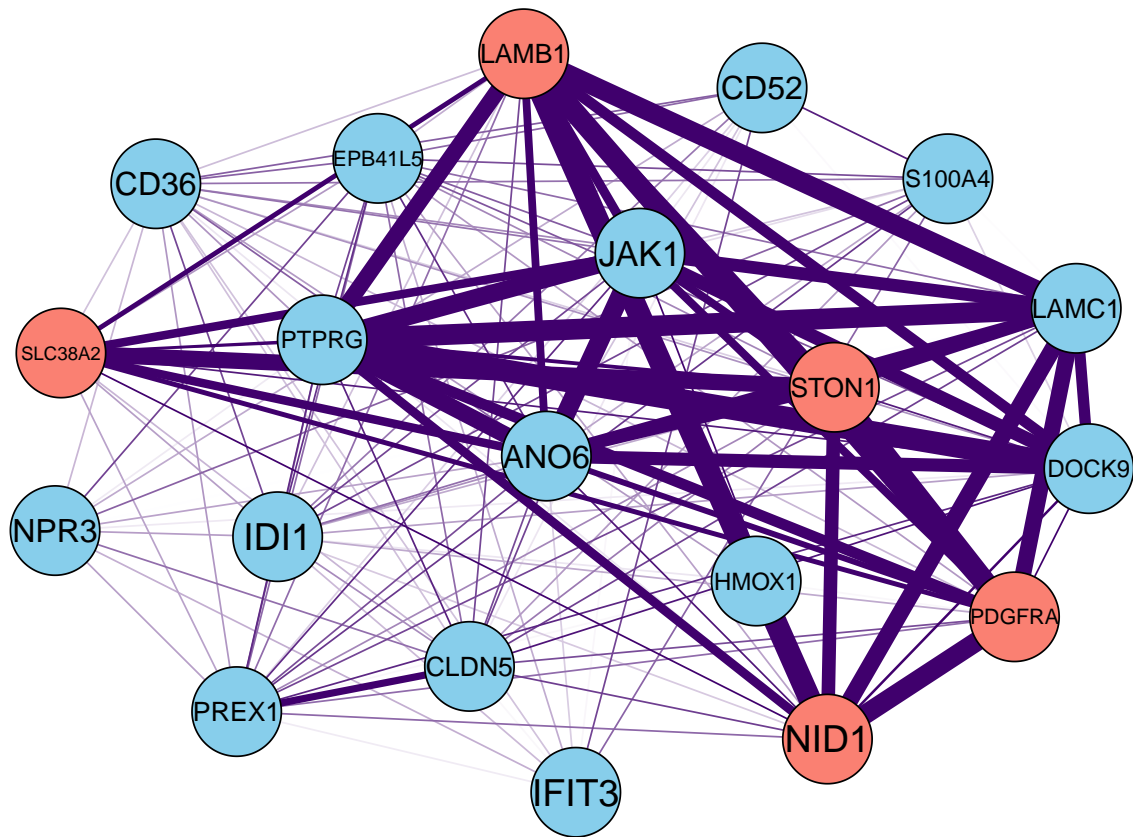 LAMB1
CD52
EPB41L5
CD36
S100A4
JAK1
LAMC1
PTPRG
SLC38A2
STON1
ANO6
DOCK9
NPR3
IDI1
HMOX1
PDGFRA
CLDN5
PREX1
NID1
IFIT3